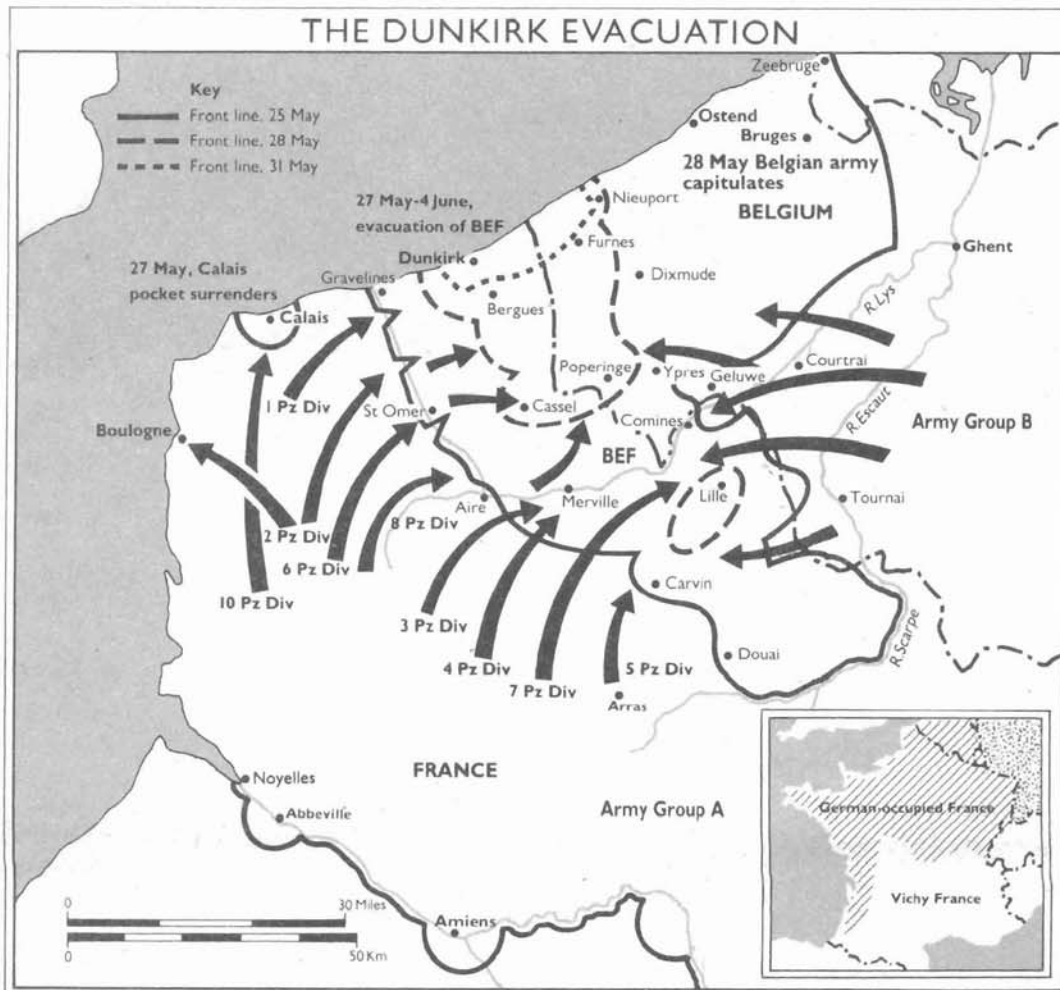 THE DUNKIRK EVACUATION
Key
Front line, 25 May
Front line, 28 May
Front line, 31 May
Zeebruge
Ostend
Bruges
28 May Belgian army
capitulates
BELGIUM
27 May-4 June,
evacuation of BEF
Nieuport
Furnes
Dunkirk
Dixmude
Ghent
27 May, Calais
pocket surrenders
Gravelines
Bergues
R.Lys
Calais
Poperinge
Ypres
Geluwe
Courtrai
1 Pz Div
St Omer
Cassel
Comines
R.Escaut
Army Group B
Boulogne
BEF
Aire
Merville
Lille
Tournai
8 Pz Div
2 Pz Div
6 Pz Div
10 Pz Div
Carvin
3 Pz Div
4 Pz Div
7 Pz Div
5 Pz Div
Douai
R.Scarpe
Arras
FRANCE
Noyelles
Abbeville
Army Group A
German-occupied France
Vichy France
0
30 Miles
Amiens
0
50 Km